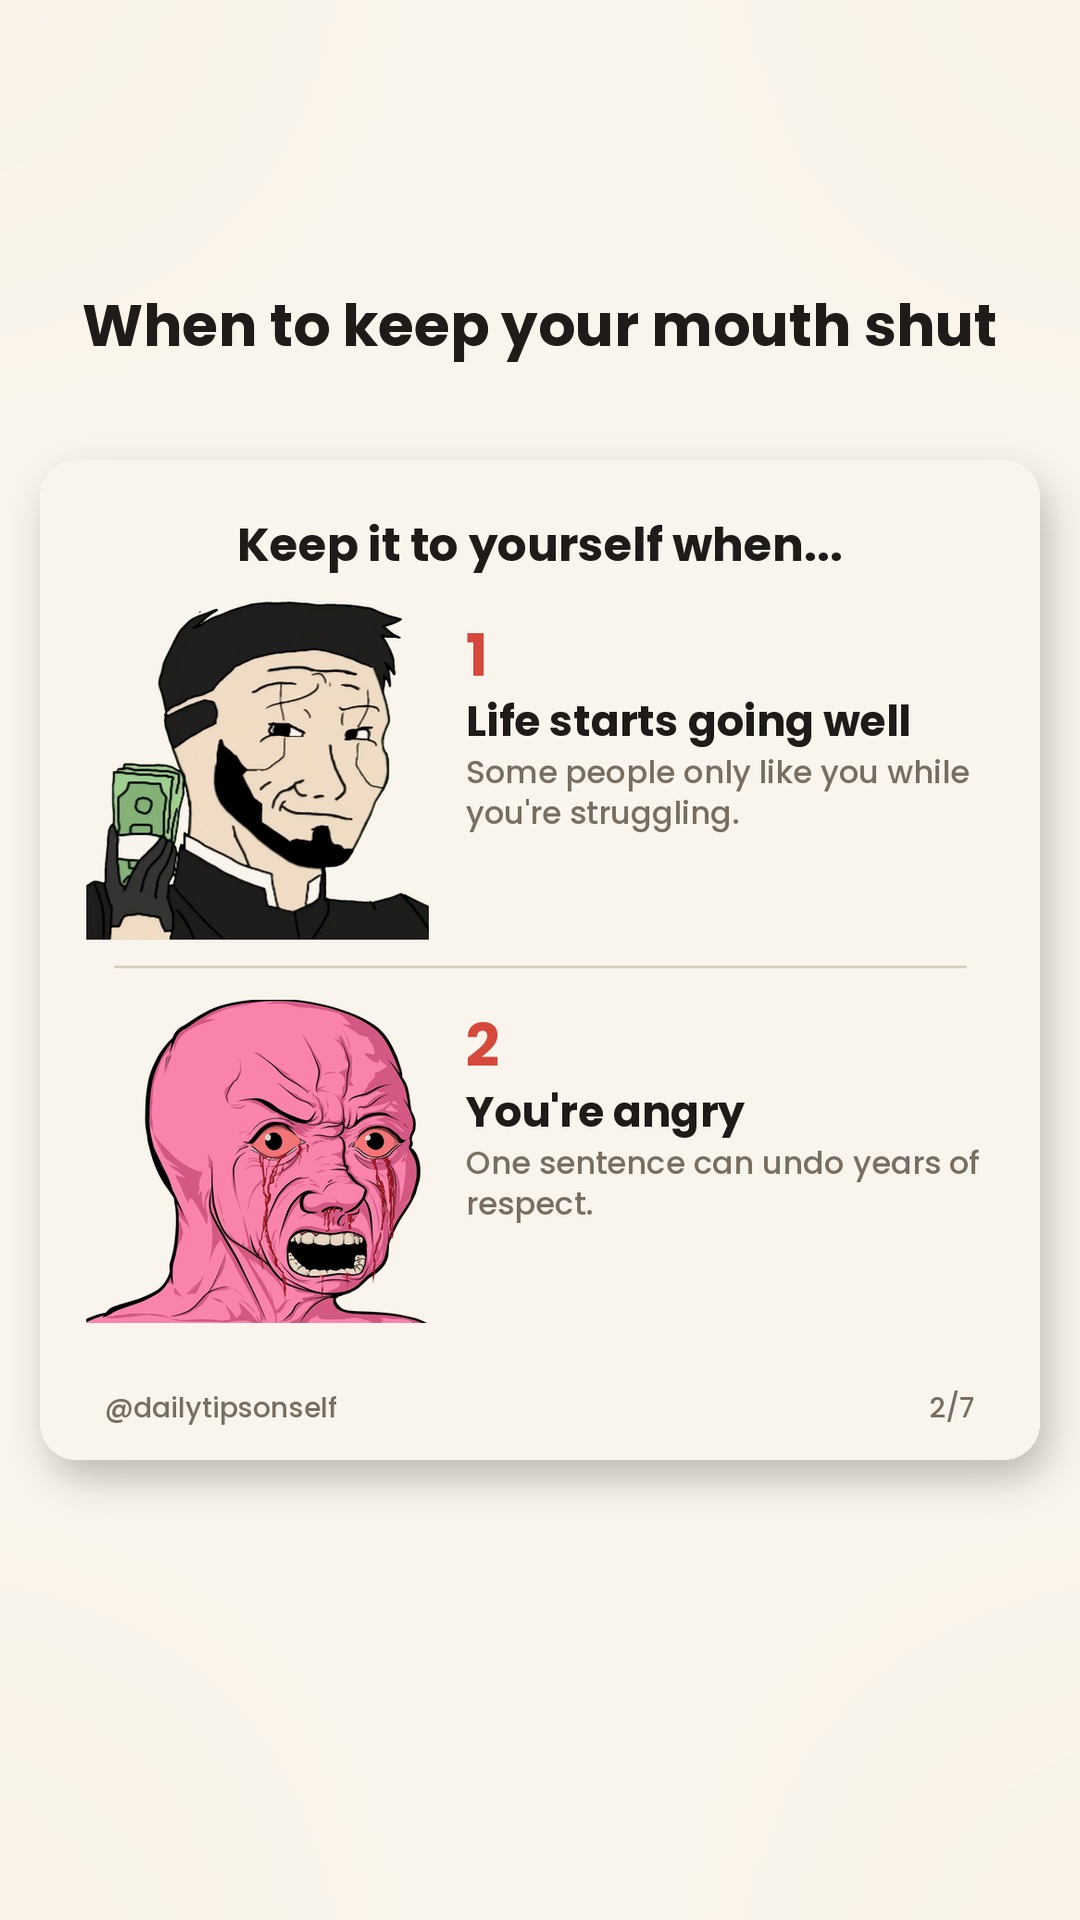 When to keep your mouth shut
Keep it to yourself when...
1
Life starts going well
Some people only like you while
you're struggling.
2
You're angry
One sentence can undo years of
respect.
@dailytipsonself
2/7